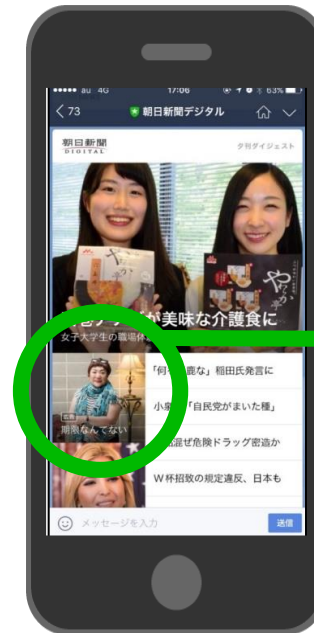 au 4G 17:06 63%
73 朝日新聞デジタル
朝日新聞
DIGITAL
夕刊ダイジェスト
やわらか亭
が美味な介護食に
女子大学生の職場体
「何 鹿な」稲田氏発言に
小 「自民党がまいた種」
期限なんてない
混ぜ危険ドラッグ密造か
W杯招致の規定違反、日本も
メッセージを入力
送信